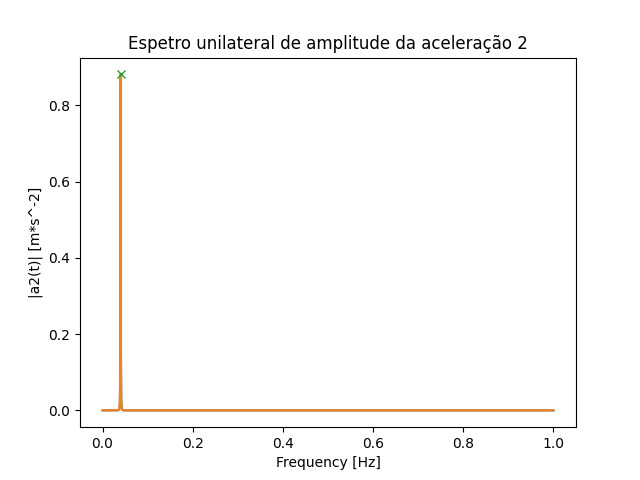 Espetro unilateral de amplitude da aceleração 2
|a2(t)| [m*s^-2]
0.8
0.6
0.4
0.2
0.0
0.0 0.2 0.4 0.6 0.8 1.0
Frequency [Hz]